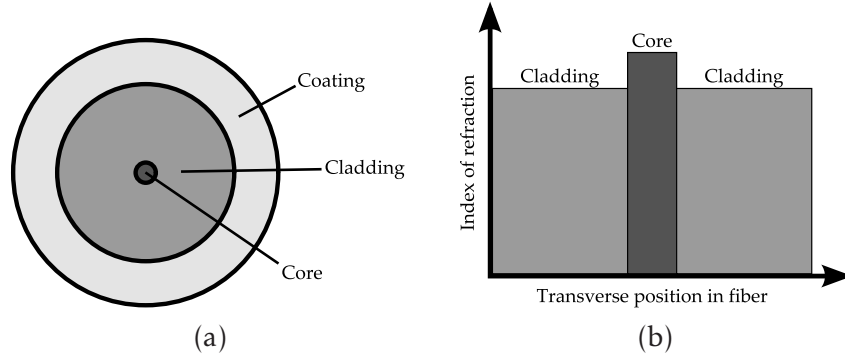 Coating
Cladding
Core
(a)
Core
Cladding
Cladding
Index of refraction
Transverse position in fiber
(b)